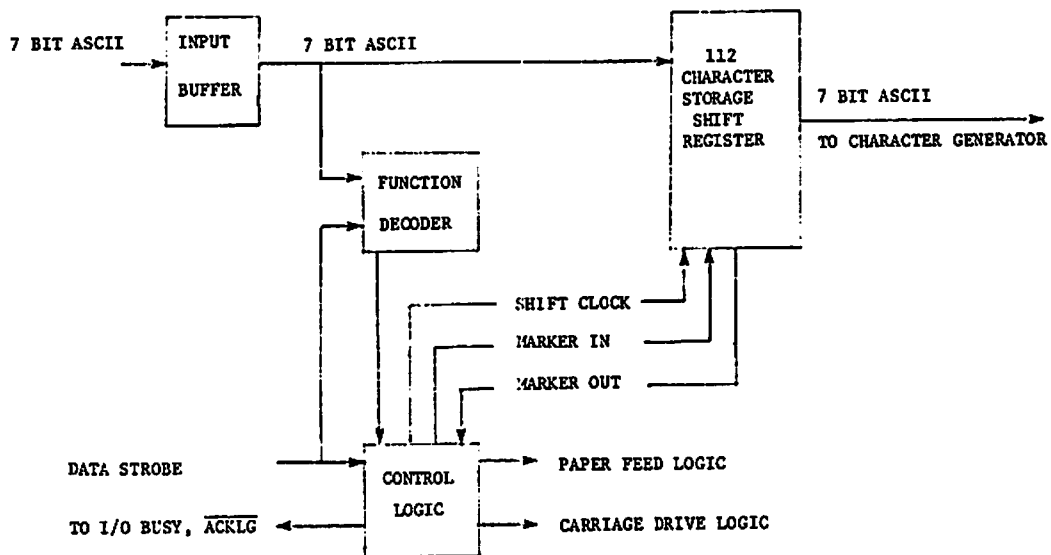 7 BIT ASCII
INPUT
BUFFER
7 BIT ASCII
112
CHARACTER
STORAGE
SHIFT
REGISTER
7 BIT ASCII
TO CHARACTER GENERATOR
FUNCTION
DECODER
SHIFT CLOCK
MARKER IN
MARKER OUT
DATA STROBE
CONTROL
LOGIC
PAPER FEED LOGIC
TO I/O BUSY, ACKLG
CARRIAGE DRIVE LOGIC